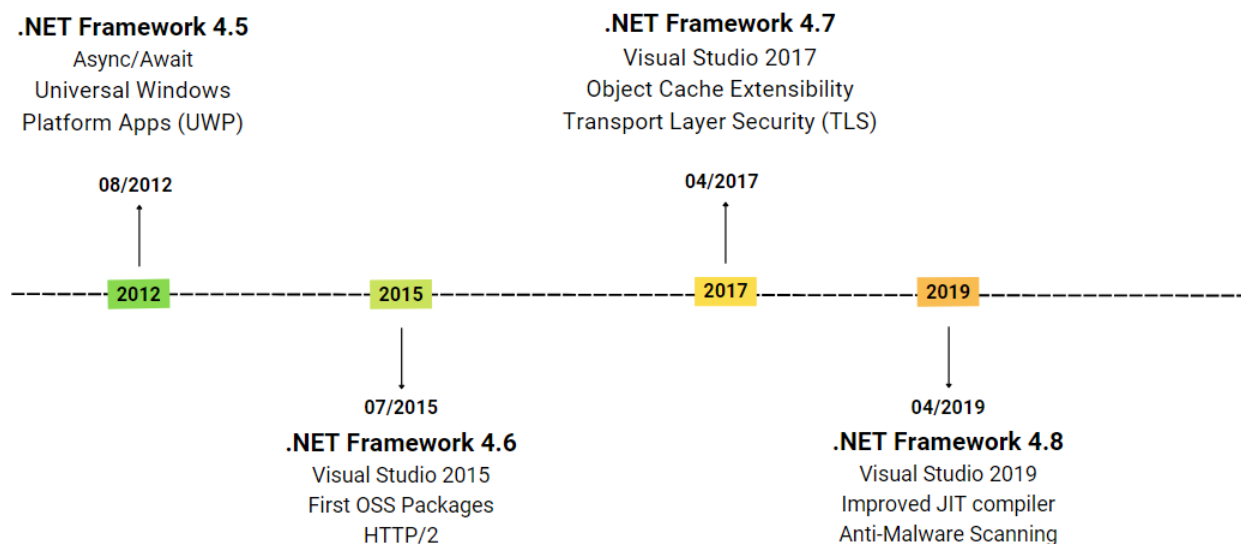 .NET Framework 4.5
Async/Await
Universal Windows
Platform Apps (UWP)
08/2012
.NET Framework 4.7
Visual Studio 2017
Object Cache Extensibility
Transport Layer Security (TLS)
04/2017
2012
2015
2017
2019
07/2015
.NET Framework 4.6
Visual Studio 2015
First OSS Packages
HTTP/2
04/2019
.NET Framework 4.8
Visual Studio 2019
Improved JIT compiler
Anti-Malware Scanning